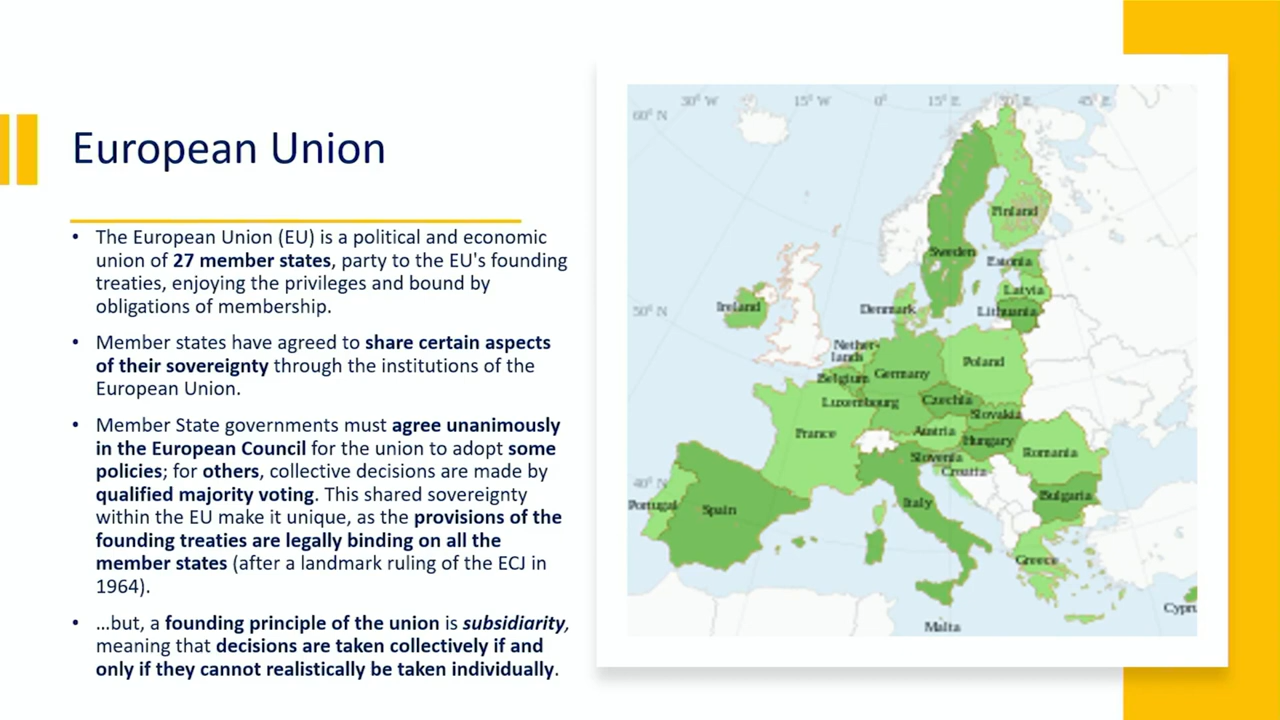 European Union
• The European Union (EU) is a political and economic
union of 27 member states, party to the EU's founding
treaties, enjoying the privileges and bound by
obligations of membership.
• Member states have agreed to share certain aspects
of their sovereignty through the institutions of the
European Union.
• Member State governments must agree unanimously
in the European Council for the union to adopt some
policies; for others, collective decisions are made by
qualified majority voting. This shared sovereignty
within the EU make it unique, as the provisions of the
founding treaties are legally binding on all the
member states (after a landmark ruling of the ECJ in
1964).
• …but, a founding principle of the union is subsidiarity,
meaning that decisions are taken collectively if and
only if they cannot realistically be taken individually.
30° W 15° W 0° 15° E 30° E 45° E
60° N
Finland
Sweden
Estonia
Latvia
50° N
Ireland
Denmark
Lithuania
Nether-
lands
Poland
Belgium
Germany
Luxembourg
Czechia
Slovakia
France
Austria
Hungary
Slovenia
Romania
Croatia
40° N
Portugal
Spain
Italy
Bulgaria
Greece
Cypru
Malta